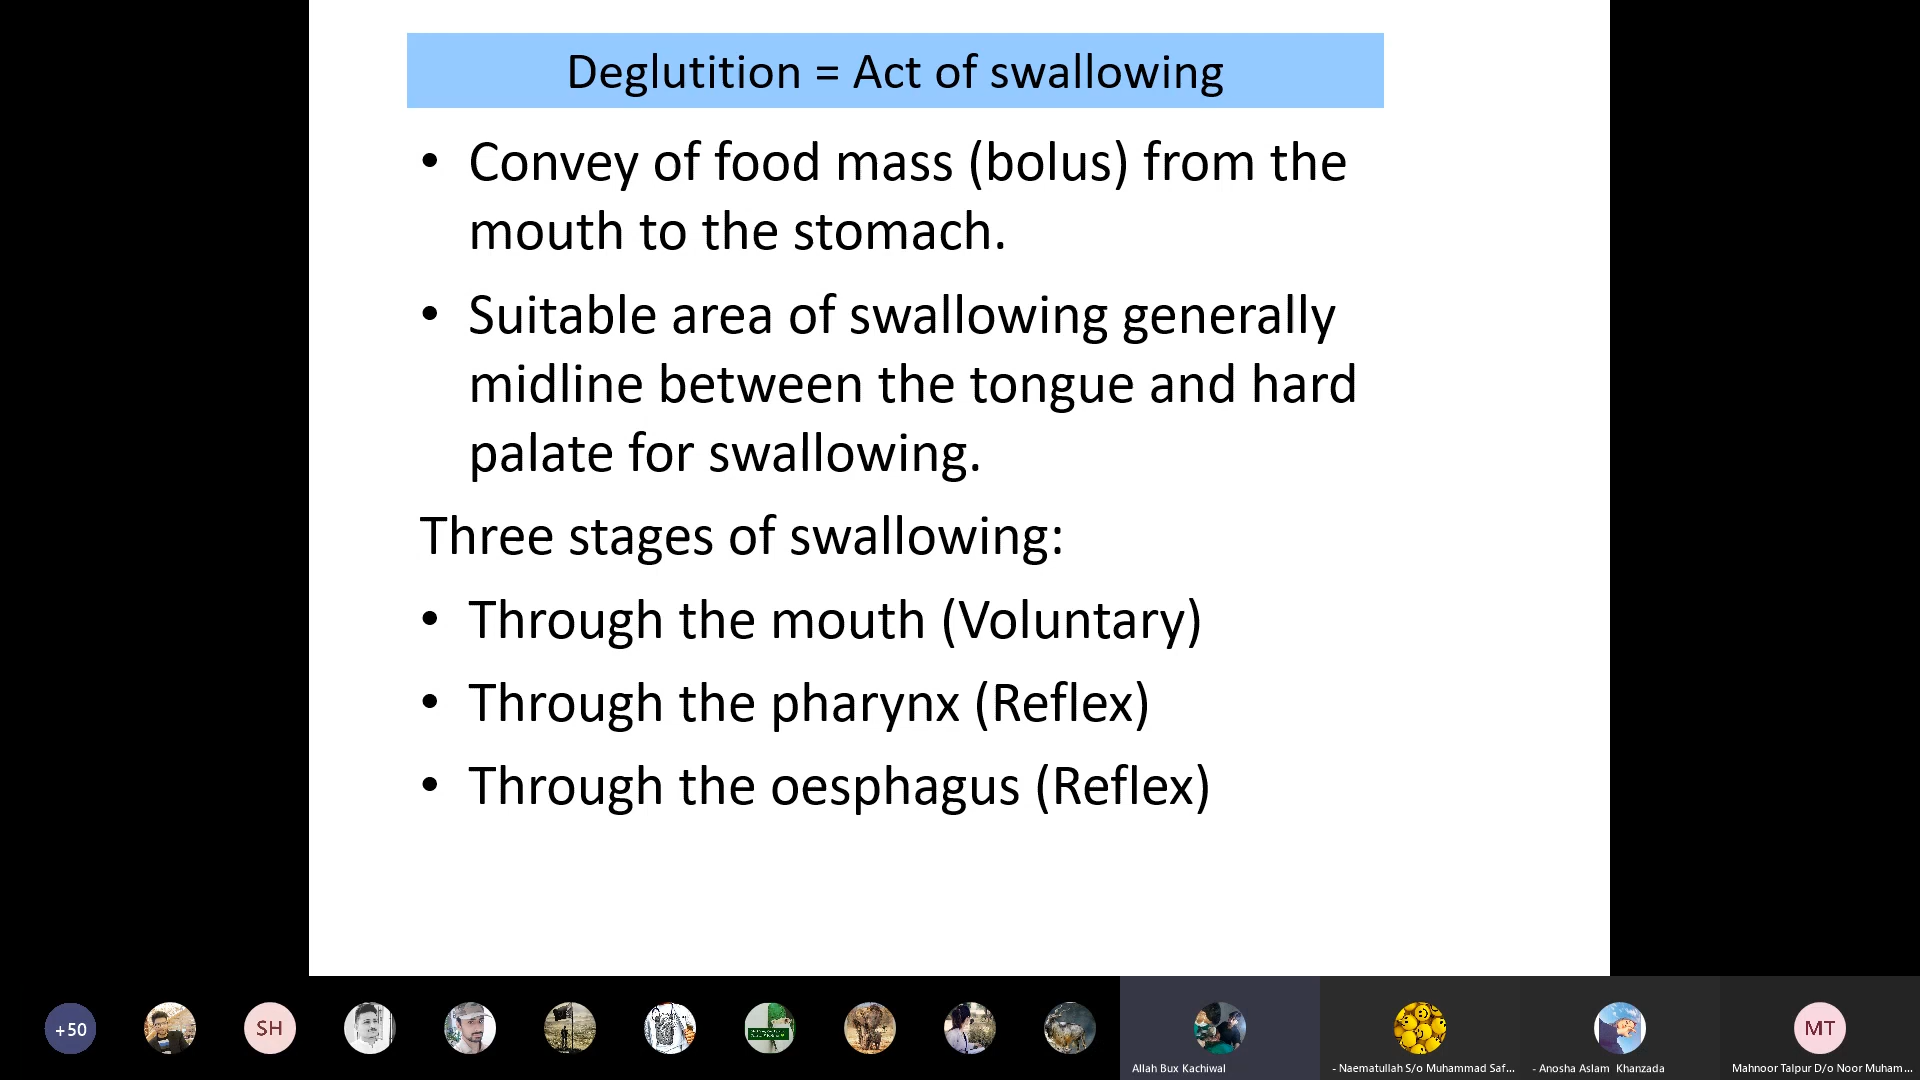 Deglutition = Act of swallowing
• Convey of food mass (bolus) from the
mouth to the stomach.
• Suitable area of swallowing generally
midline between the tongue and hard
palate for swallowing.
Three stages of swallowing:
• Through the mouth (Voluntary)
• Through the pharynx (Reflex)
• Through the oesphagus (Reflex)
+50
SH
MT
Allah Bux Kachiwal
- Naematullah S/o Muhammad Saf...
- Anosha Aslam Khanzada
Mahnoor Talpur D/o Noor Muham...